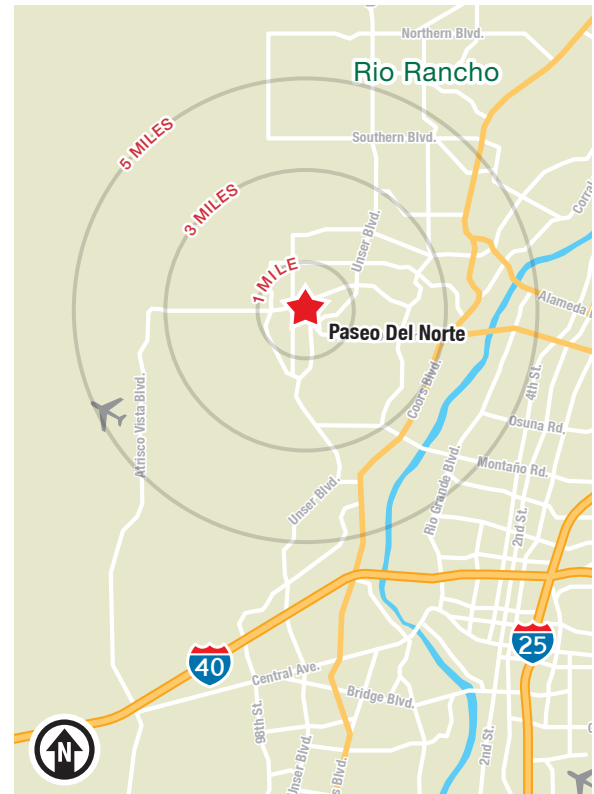 Northern Blvd.
Rio Rancho
Southern Blvd.
5 MILES
3 MILES
1 MILE
Unser Blvd.
Corral
Alameda
Paseo Del Norte
Coors Blvd.
4th St.
Atrisco Vista Blvd.
Osuna Rd.
Montaño Rd.
Rio Grande Blvd.
Unser Blvd.
2nd St.
25
40
Central Ave.
Bridge Blvd.
98th St.
Unser Blvd.
s Blvd.
2nd St.
N